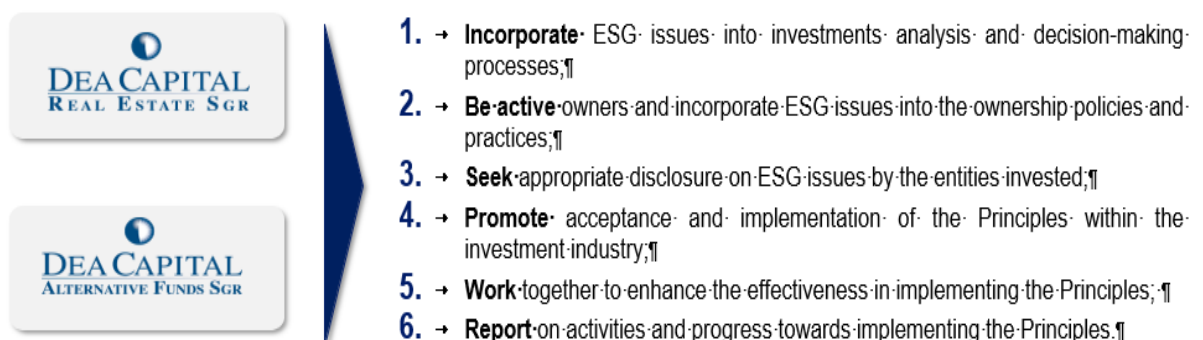 DEA CAPITAL
REAL ESTATE SGR
DEA CAPITAL
ALTERNATIVE FUNDS SGR
1. → Incorporate· ESG· issues· into· investments· analysis· and· decision-making·
processes;¶
2. → Be·active·owners·and·incorporate·ESG·issues·into·the·ownership·policies·and·
practices;¶
3. → Seek·appropriate·disclosure·on·ESG·issues·by·the·entities·invested;¶
4. → Promote· acceptance· and· implementation· of· the· Principles· within· the·
investment·industry;¶
5. → Work·together·to·enhance·the·effectiveness·in·implementing·the·Principles;·¶
6. → Report·on·activities·and·progress·towards·implementing·the·Principles.¶